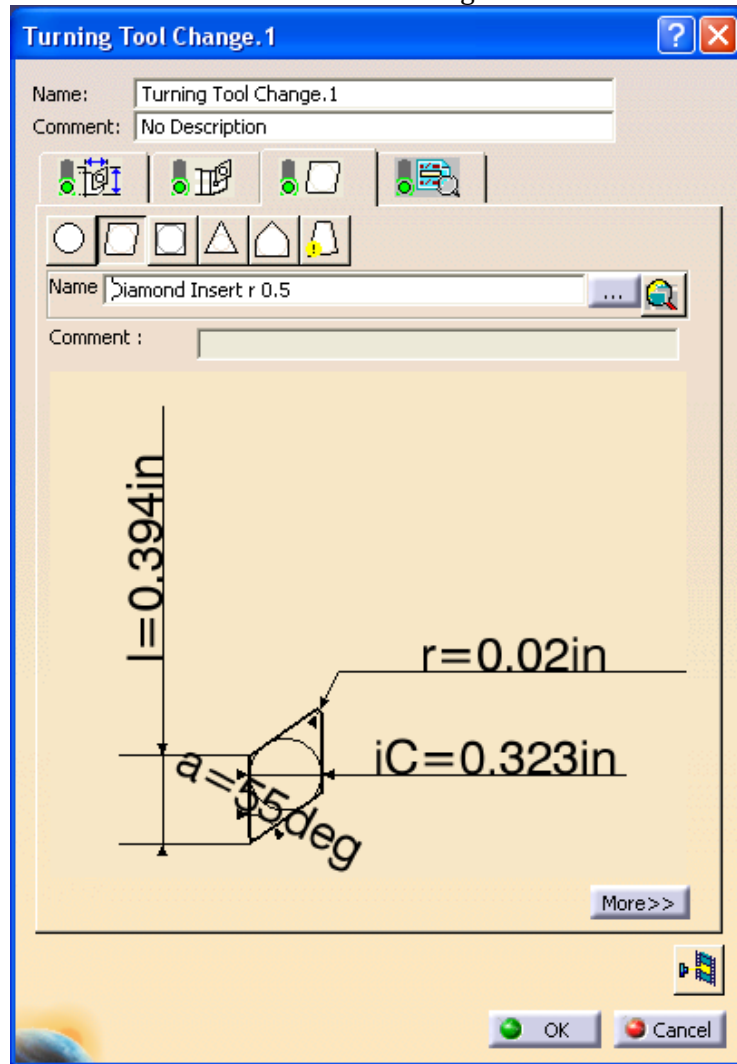 Turning Tool Change.1
Name: Turning Tool Change.1
Comment: No Description
Name Diamond Insert r 0.5 ...
Comment :
l=0.394in
r=0.02in
iC=0.323in
a=55deg
More>>
OK Cancel